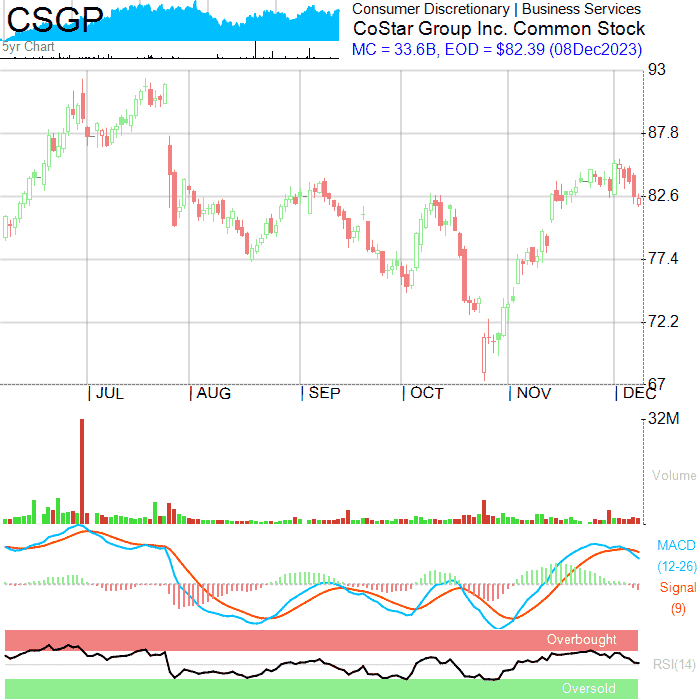 CSGP
5yr Chart
Consumer Discretionary | Business Services
CoStar Group Inc. Common Stock
MC = 33.6B, EOD = $82.39 (08Dec2023)
93
87.8
82.6
77.4
72.2
67
JUL
AUG
SEP
OCT
NOV
DEC
32M
Volume
MACD
(12-26)
Signal
(9)
Overbought
RSI(14)
Oversold